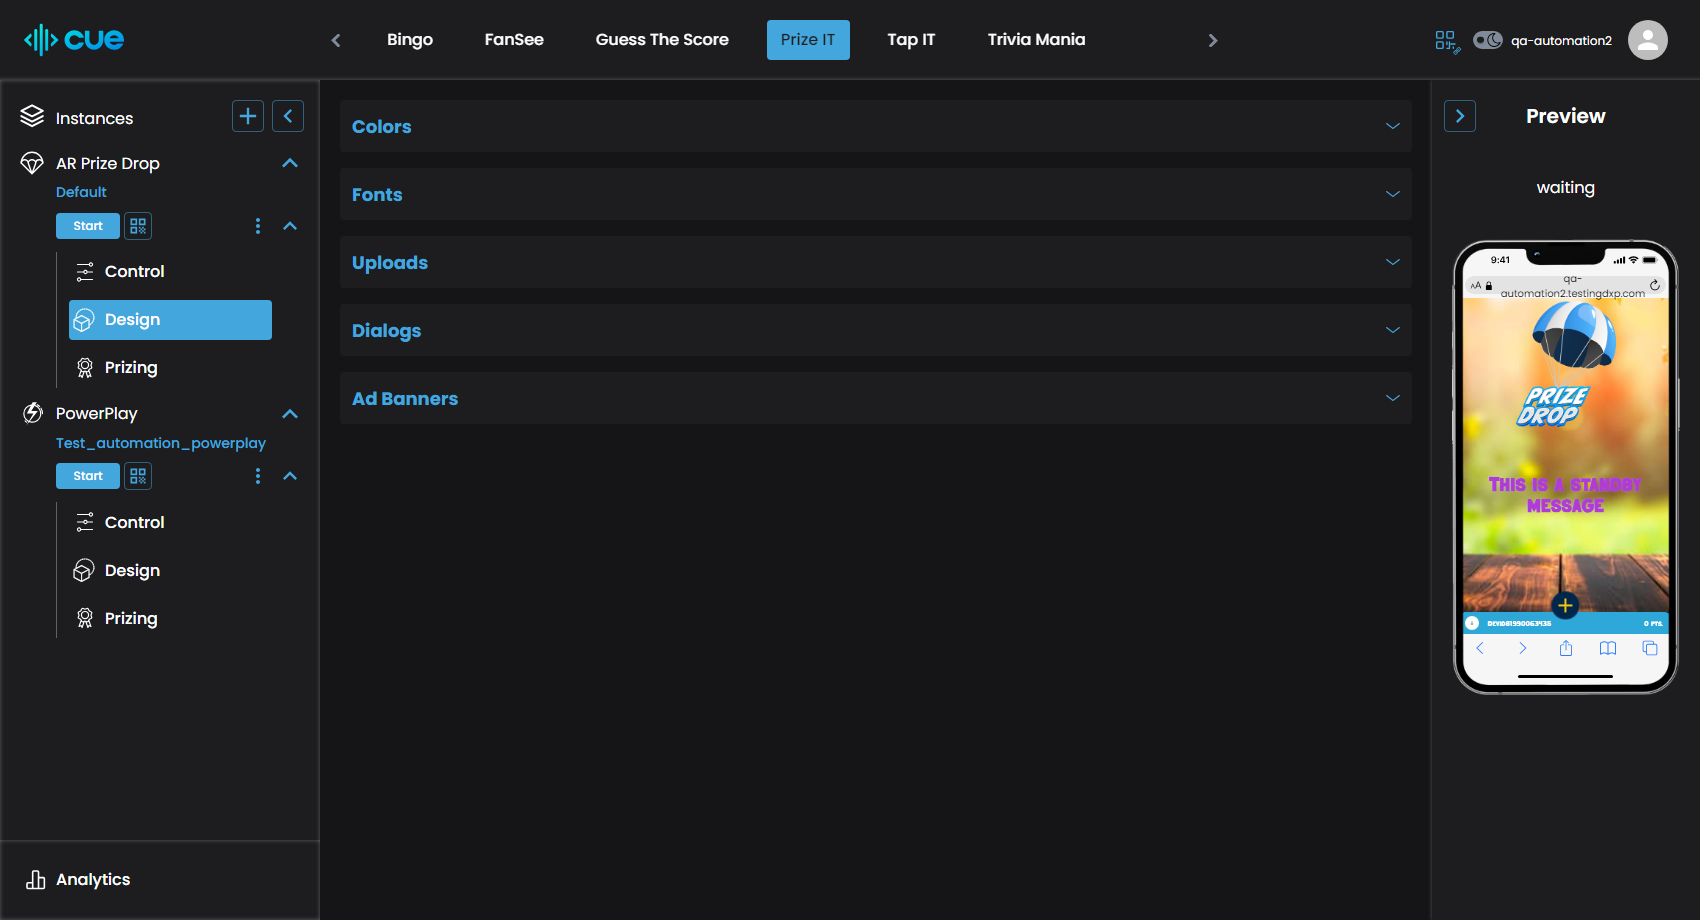 cue
Bingo
FanSee
Guess The Score
Prize IT
Tap IT
Trivia Mania
qa-automation2
Instances
AR Prize Drop
Default
Start
Control
Design
Prizing
PowerPlay
Test_automation_powerplay
Start
Control
Design
Prizing
Analytics
Colors
Fonts
Uploads
Dialogs
Ad Banners
Preview
waiting
9:41
AA
qa-
automation2.testingdxp.com
PRIZE
DROP
THIS IS A STANDBY
MESSAGE
0 PTS.